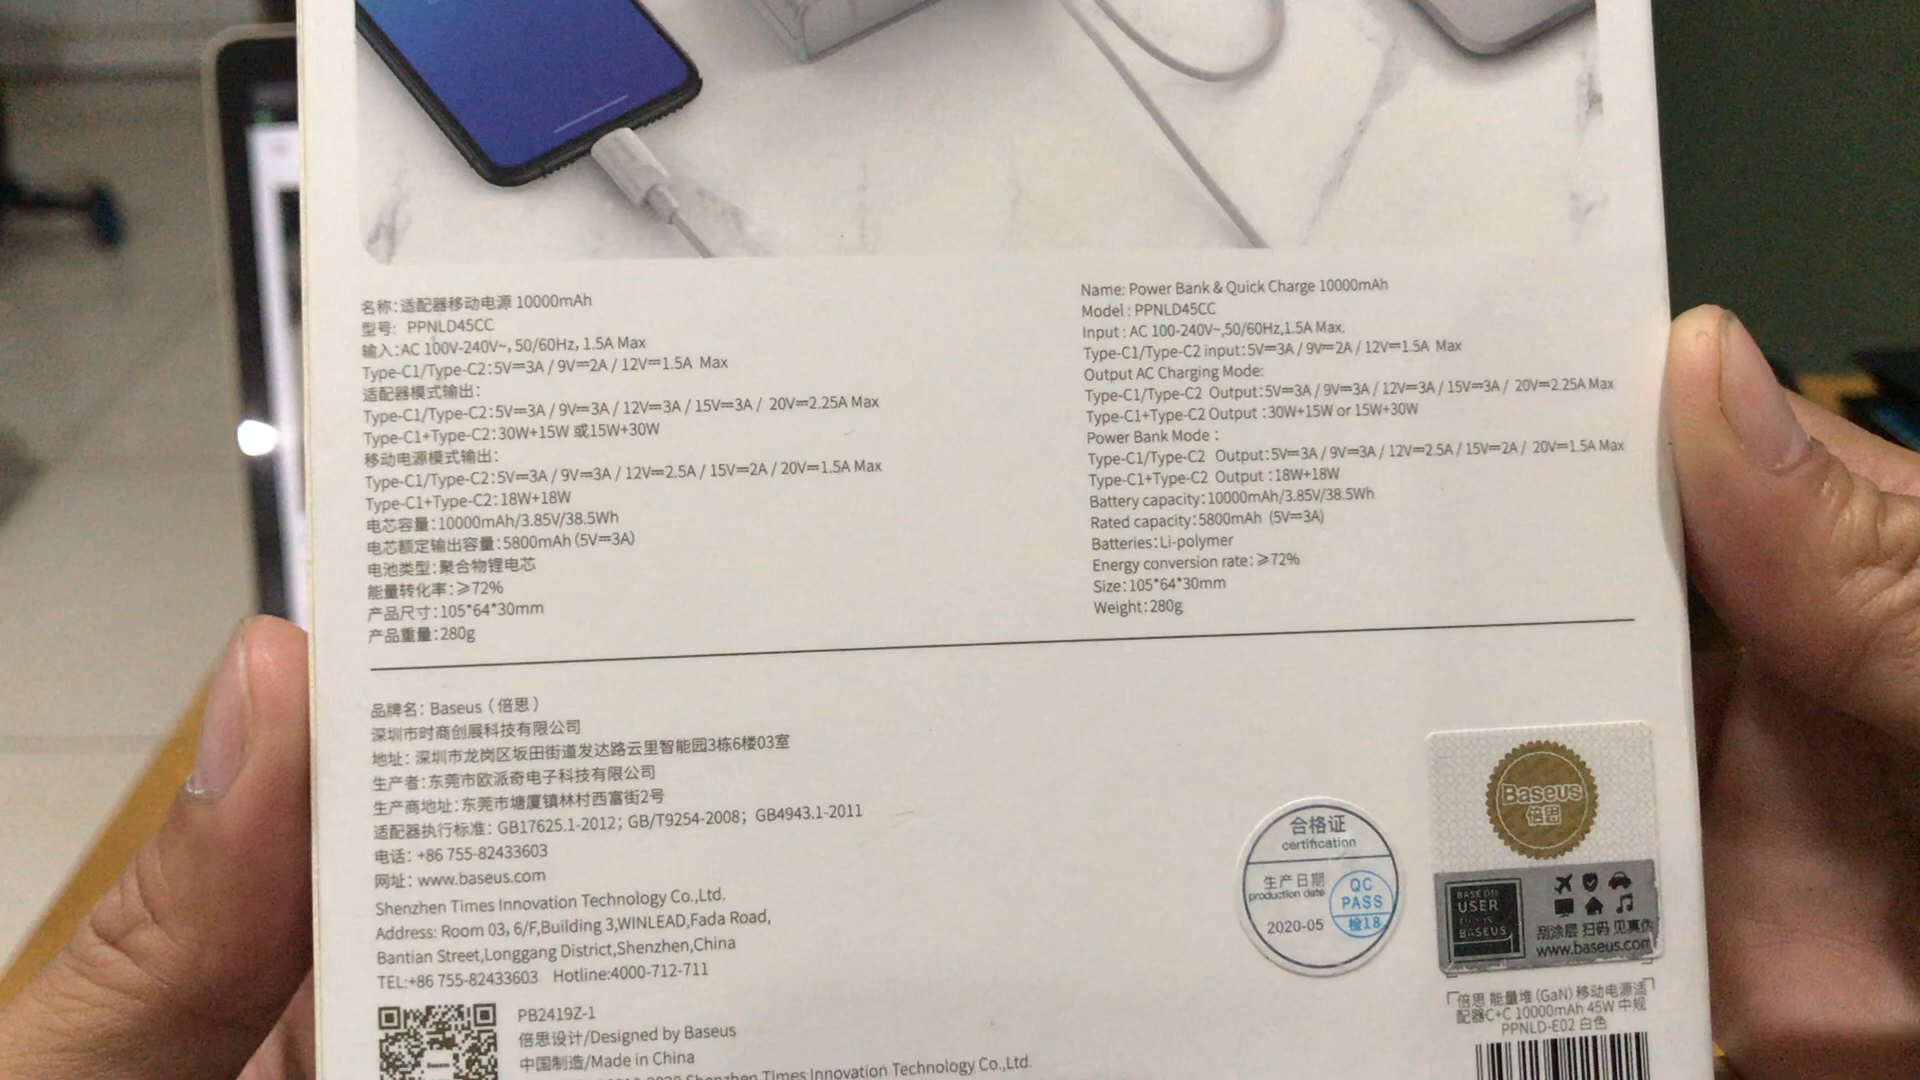 名称:适配器移动电源 10000mAh
型号: PPNLD45CC
输入:AC 100V-240V~, 50/60Hz, 1.5A Max
Type-C1/Type-C2:5V⎓3A / 9V⎓2A / 12V⎓1.5A Max
适配器模式输出:
Type-C1/Type-C2:5V⎓3A / 9V⎓3A / 12V⎓3A / 15V⎓3A / 20V⎓2.25A Max
Type-C1+Type-C2:30W+15W 或15W+30W
移动电源模式输出:
Type-C1/Type-C2:5V⎓3A / 9V⎓3A / 12V⎓2.5A / 15V⎓2A / 20V⎓1.5A Max
Type-C1+Type-C2:18W+18W
电芯容量:10000mAh/3.85V/38.5Wh
电芯额定输出容量:5800mAh (5V⎓3A)
电池类型:聚合物锂电芯
能量转化率:⩾72%
产品尺寸:105*64*30mm
产品重量:280g
Name: Power Bank & Quick Charge 10000mAh
Model : PPNLD45CC
Input : AC 100-240V~,50/60Hz,1.5A Max.
Type-C1/Type-C2 input:5V⎓3A / 9V⎓2A / 12V⎓1.5A Max
Output AC Charging Mode:
Type-C1/Type-C2 Output:5V⎓3A / 9V⎓3A / 12V⎓3A / 15V⎓3A / 20V⎓2.25A Max
Type-C1+Type-C2 Output :30W+15W or 15W+30W
Power Bank Mode :
Type-C1/Type-C2 Output:5V⎓3A / 9V⎓3A / 12V⎓2.5A / 15V⎓2A / 20V⎓1.5A Max
Type-C1+Type-C2 Output :18W+18W
Battery capacity:10000mAh/3.85V/38.5Wh
Rated capacity:5800mAh (5V⎓3A)
Batteries:Li-polymer
Energy conversion rate:⩾72%
Size:105*64*30mm
Weight:280g
品牌名: Baseus（倍思）
深圳市时商创展科技有限公司
地址: 深圳市龙岗区坂田街道发达路云里智能园3栋6楼03室
生产者:东莞市欧派奇电子科技有限公司
生产商地址:东莞市塘厦镇林村西富街2号
适配器执行标准: GB17625.1-2012; GB/T9254-2008; GB4943.1-2011
电话: +86 755-82433603
网址: www.baseus.com
Shenzhen Times Innovation Technology Co.,Ltd.
Address: Room 03, 6/F,Building 3,WINLEAD,Fada Road,
Bantian Street,Longgang District,Shenzhen,China
TEL:+86 755-82433603 Hotline:4000-712-711
PB2419Z-1
倍思设计/Designed by Baseus
中国制造/Made in China
Shenzhen Times Innovation Technology Co.,Ltd.
合格证
certification
生产日期
production date
2020-05
QC
PASS
检18
Baseus
倍思
BASE ON
USER
BASEUS
刮涂层 扫码 见真伪
www.baseus.com
「倍思 能量堆(GaN)移动电源适
配器C+C 10000mAh 45W 中规
PPNLD-E02 白色